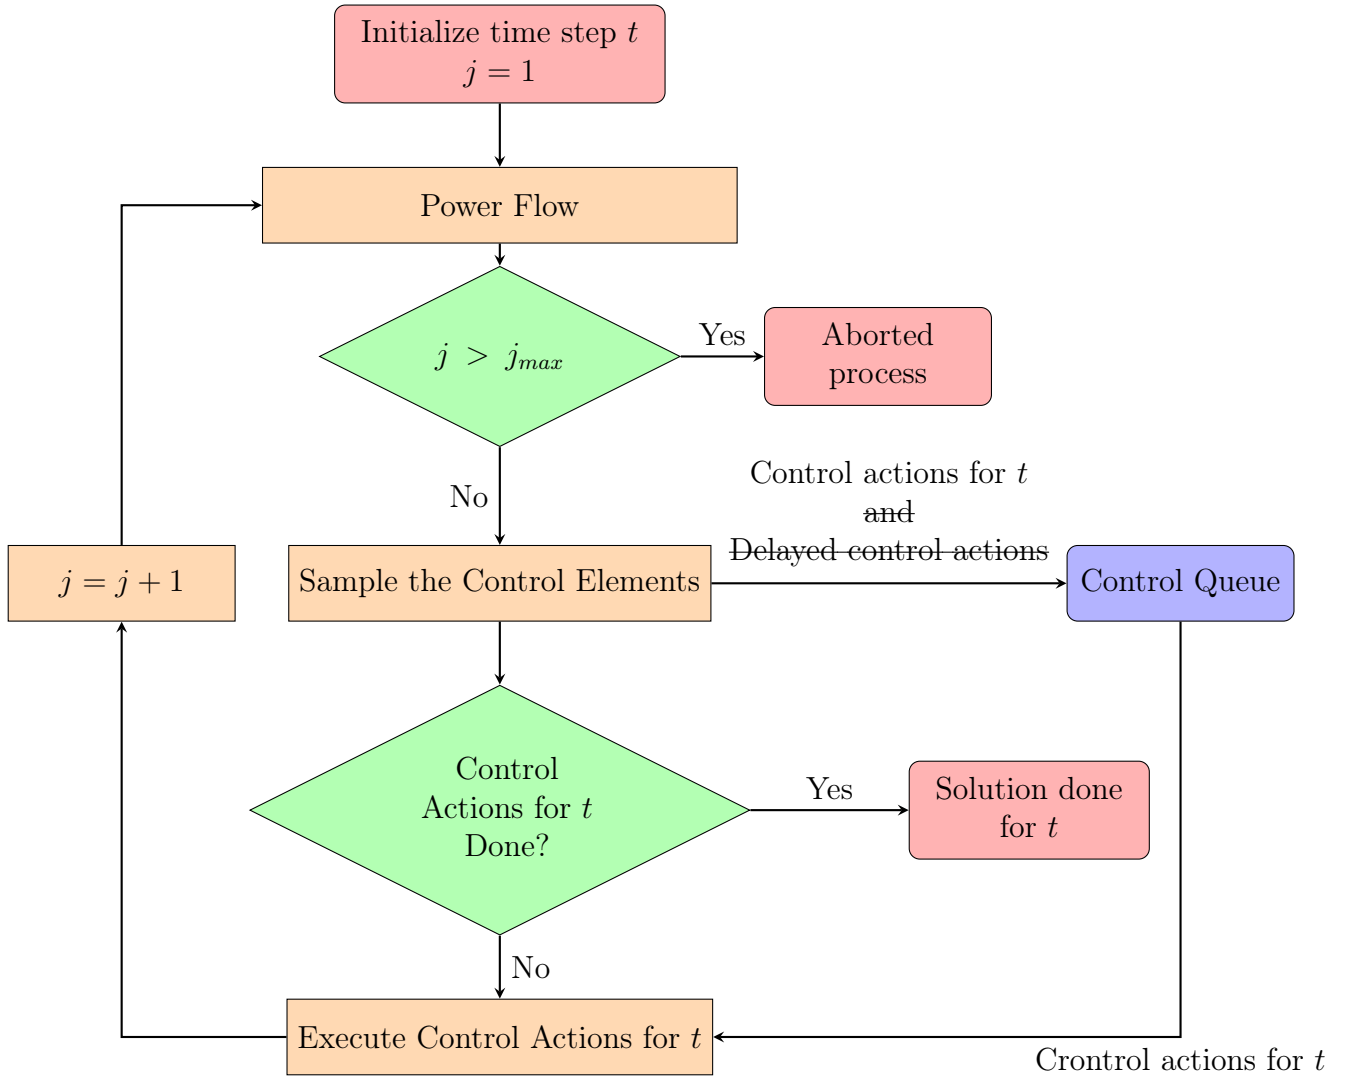 Initialize time step t
j = 1
Power Flow
j > j_max
Yes
Aborted
process
No
Control actions for t
and
Delayed control actions
j = j + 1
Sample the Control Elements
Control Queue
Control
Actions for t
Done?
Yes
Solution done
for t
No
Execute Control Actions for t
Crontrol actions for t